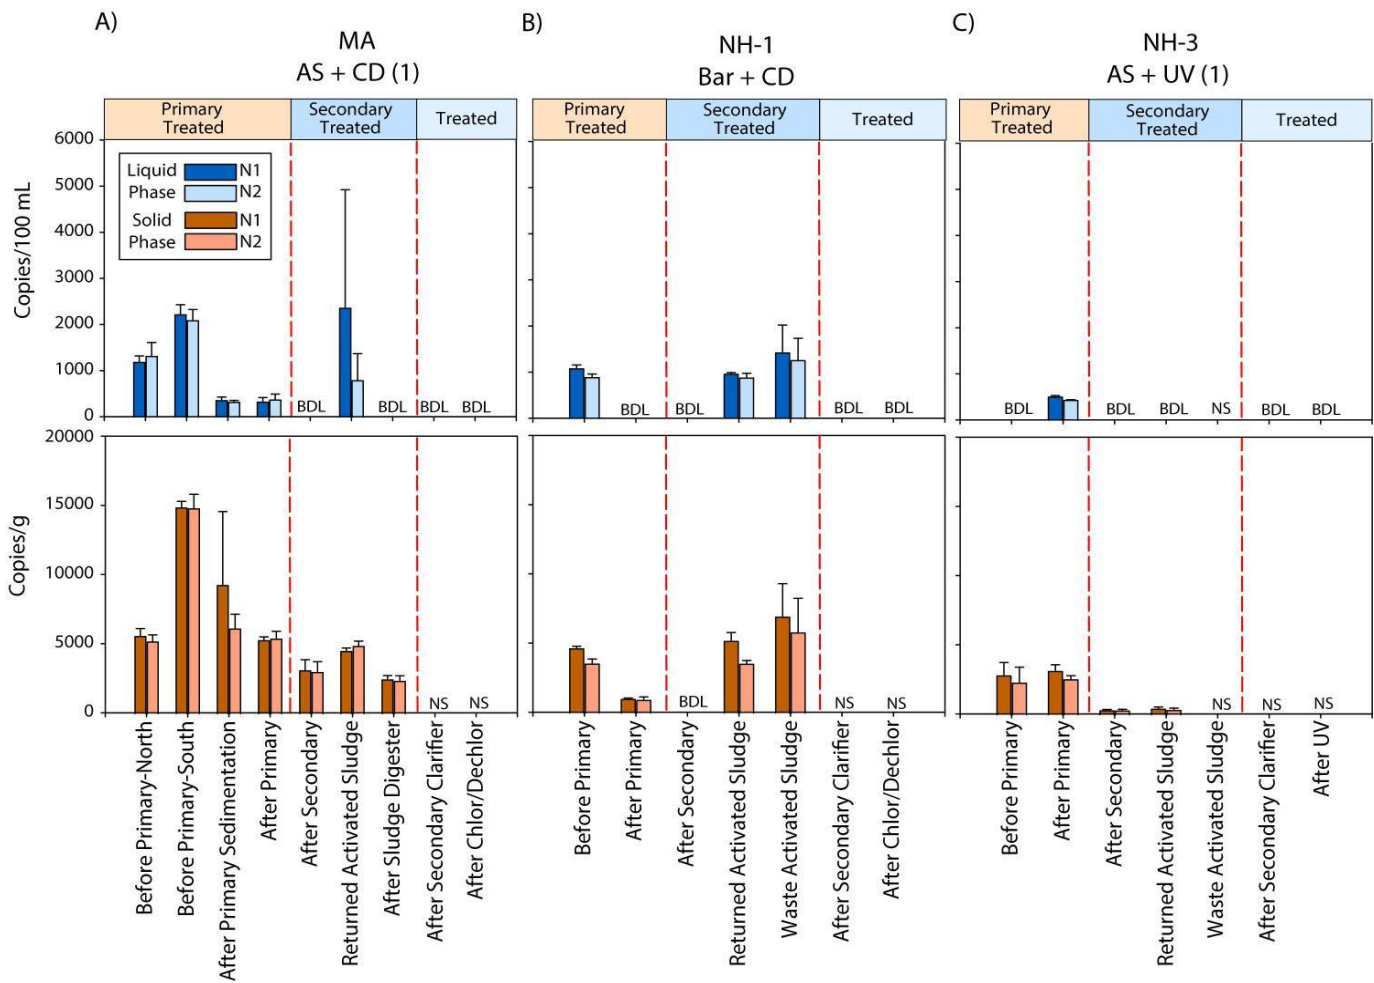 A)
MA
AS + CD (1)
B)
NH-1
Bar + CD
C)
NH-3
AS + UV (1)
Primary
Treated
Secondary
Treated
Treated
Primary
Treated
Secondary
Treated
Treated
Primary
Treated
Secondary
Treated
Treated
Copies/100 mL
6000
5000
4000
3000
2000
1000
0
Liquid N1
Phase N2
Solid N1
Phase N2
BDL BDL BDL BDL
BDL BDL BDL BDL
BDL BDL BDL NS BDL BDL
Copies/g
20000
15000
10000
5000
0
NS NS
BDL NS NS
NS NS NS
Before Primary-North
Before Primary-South
After Primary Sedimentation
After Primary
After Secondary
Returned Activated Sludge
After Sludge Digester
After Secondary Clarifier
After Chlor/Dechlor
Before Primary
After Primary
After Secondary
Returned Activated Sludge
Waste Activated Sludge
After Secondary Clarifier
After Chlor/Dechlor
Before Primary
After Primary
After Secondary
Returned Activated Sludge
Waste Activated Sludge
After Secondary Clarifier
After UV